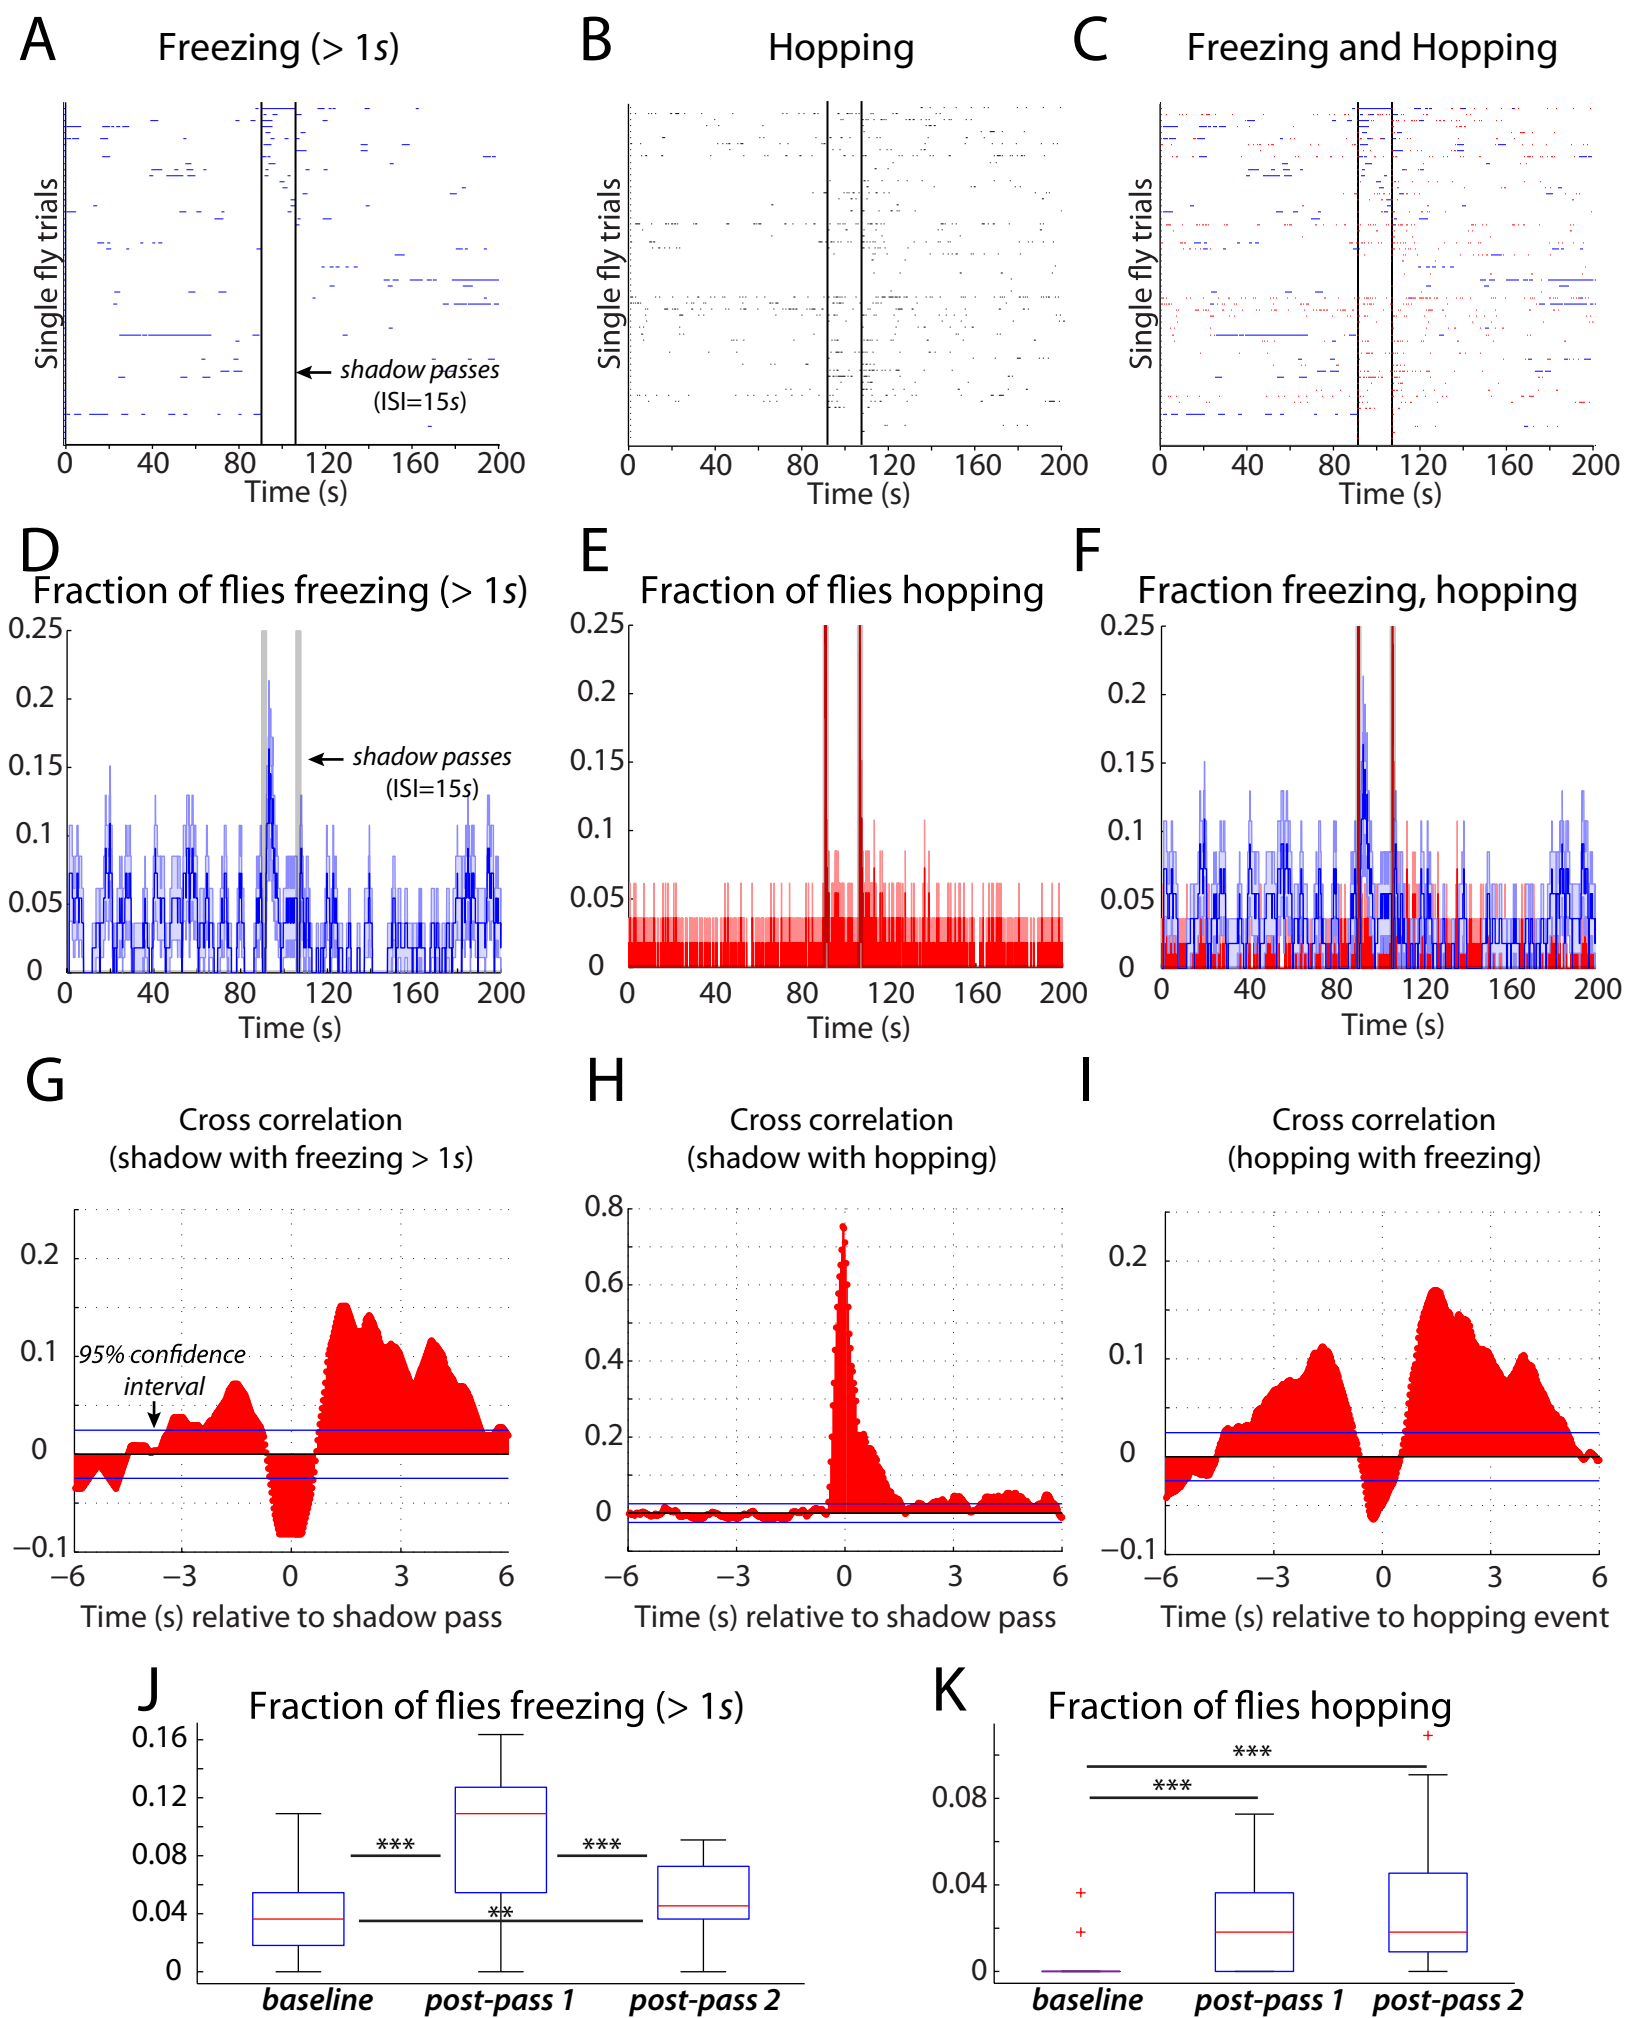 A
Freezing (> 1s)
B
Hopping
C
Freezing and Hopping
Single fly trials
Single fly trials
Single fly trials
shadow passes
(ISI=15s)
0 40 80 120 160 200
Time (s)
0 40 80 120 160 200
Time (s)
0 40 80 120 160 200
Time (s)
D
Fraction of flies freezing (> 1s)
E
Fraction of flies hopping
F
Fraction freezing, hopping
0.25
0.2
0.15
0.1
0.05
0
shadow passes
(ISI=15s)
0 40 80 120 160 200
Time (s)
0.25
0.2
0.15
0.1
0.05
0
0 40 80 120 160 200
Time (s)
0.25
0.2
0.15
0.1
0.05
0
0 40 80 120 160 200
Time (s)
G
Cross correlation
(shadow with freezing > 1s)
0.2
0.1
0
−0.1
95% confidence
interval
−6 −3 0 3 6
Time (s) relative to shadow pass
H
Cross correlation
(shadow with hopping)
0.8
0.6
0.4
0.2
0
−6 −3 0 3 6
Time (s) relative to shadow pass
I
Cross correlation
(hopping with freezing)
0.2
0.1
0
−0.1
−6 −3 0 3 6
Time (s) relative to hopping event
J
Fraction of flies freezing (> 1s)
0.16
0.12
0.08
0.04
0
***
***
**
baseline post-pass 1 post-pass 2
K
Fraction of flies hopping
0.08
0.04
0
***
***
baseline post-pass 1 post-pass 2